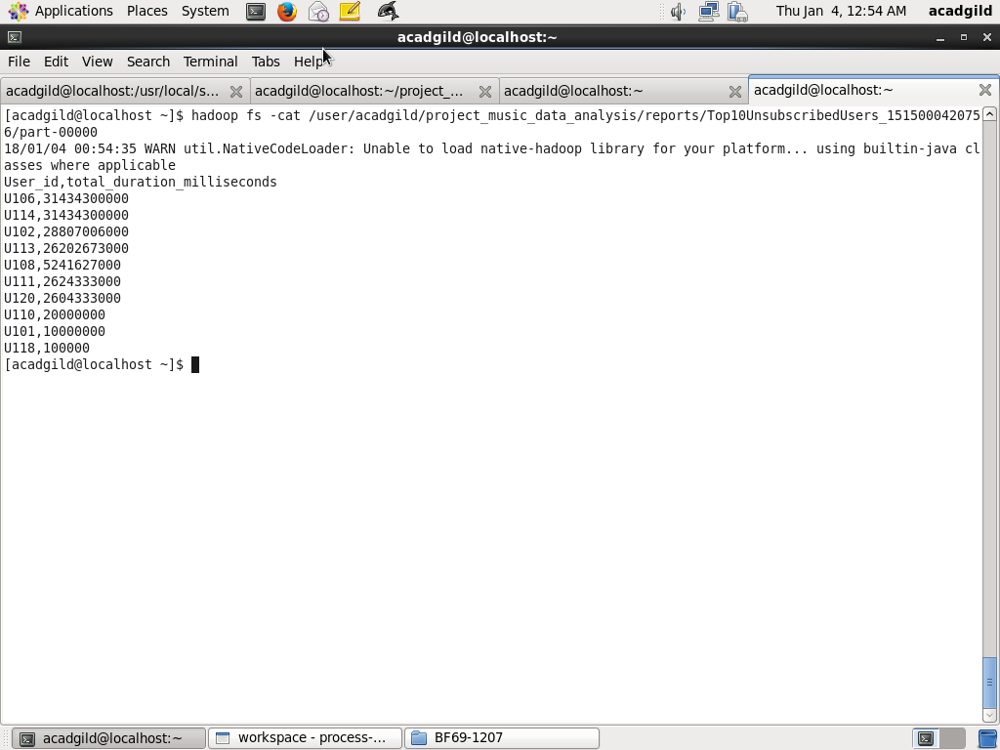 Applications Places System
Thu Jan 4, 12:54 AM acadgild
acadgild@localhost:~
File Edit View Search Terminal Tabs Help
acadgild@localhost:/usr/local/s... acadgild@localhost:~/project_... acadgild@localhost:~ acadgild@localhost:~
[acadgild@localhost ~]$ hadoop fs -cat /user/acadgild/project_music_data_analysis/reports/Top10UnsubscribedUsers_151500042075
6/part-00000
18/01/04 00:54:35 WARN util.NativeCodeLoader: Unable to load native-hadoop library for your platform... using builtin-java cl
asses where applicable
User_id,total_duration_milliseconds
U106,31434300000
U114,31434300000
U102,28807006000
U113,26202673000
U108,5241627000
U111,2624333000
U120,2604333000
U110,20000000
U101,10000000
U118,100000
[acadgild@localhost ~]$
acadgild@localhost:~ workspace - process-... BF69-1207